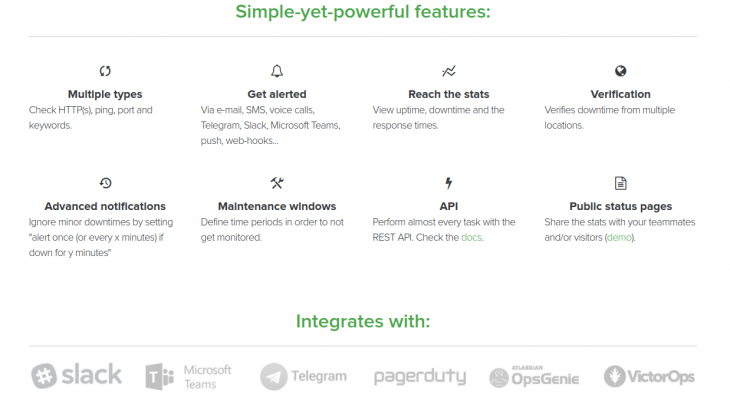 Simple-yet-powerful features:
Multiple types
Check HTTP(s), ping, port and
keywords.
Get alerted
Via e-mail, SMS, voice calls,
Telegram, Slack, Microsoft Teams,
push, web-hooks...
Reach the stats
View uptime, downtime and the
response times.
Verification
Verifies downtime from multiple
locations.
Advanced notifications
Ignore minor downtimes by setting
"alert once (or every x minutes) if
down for y minutes"
Maintenance windows
Define time periods in order to not
get monitored.
API
Perform almost every task with the
REST API. Check the docs.
Public status pages
Share the stats with your teammates
and/or visitors (demo).
Integrates with:
slack
Microsoft
Teams
Telegram
pagerduty
ATLASSIAN
OpsGenie
VictorOps